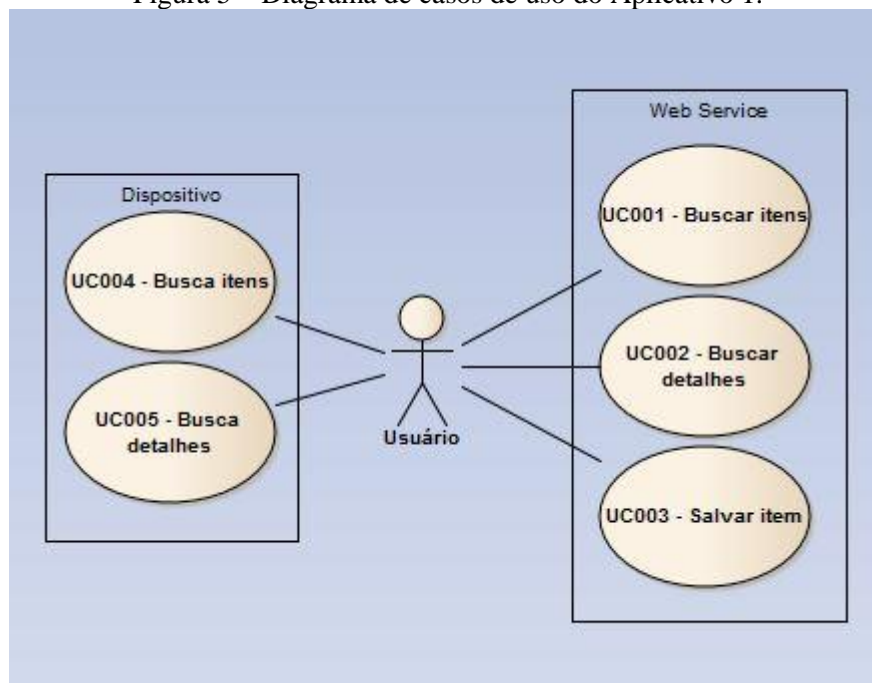 Figura 3 – Diagrama de casos de uso do Aplicativo 1.
Web Service
UC001 - Buscar itens
UC002 - Buscar
detalhes
UC003 - Salvar item
Dispositivo
UC004 - Busca itens
UC005 - Busca
detalhes
Usuário